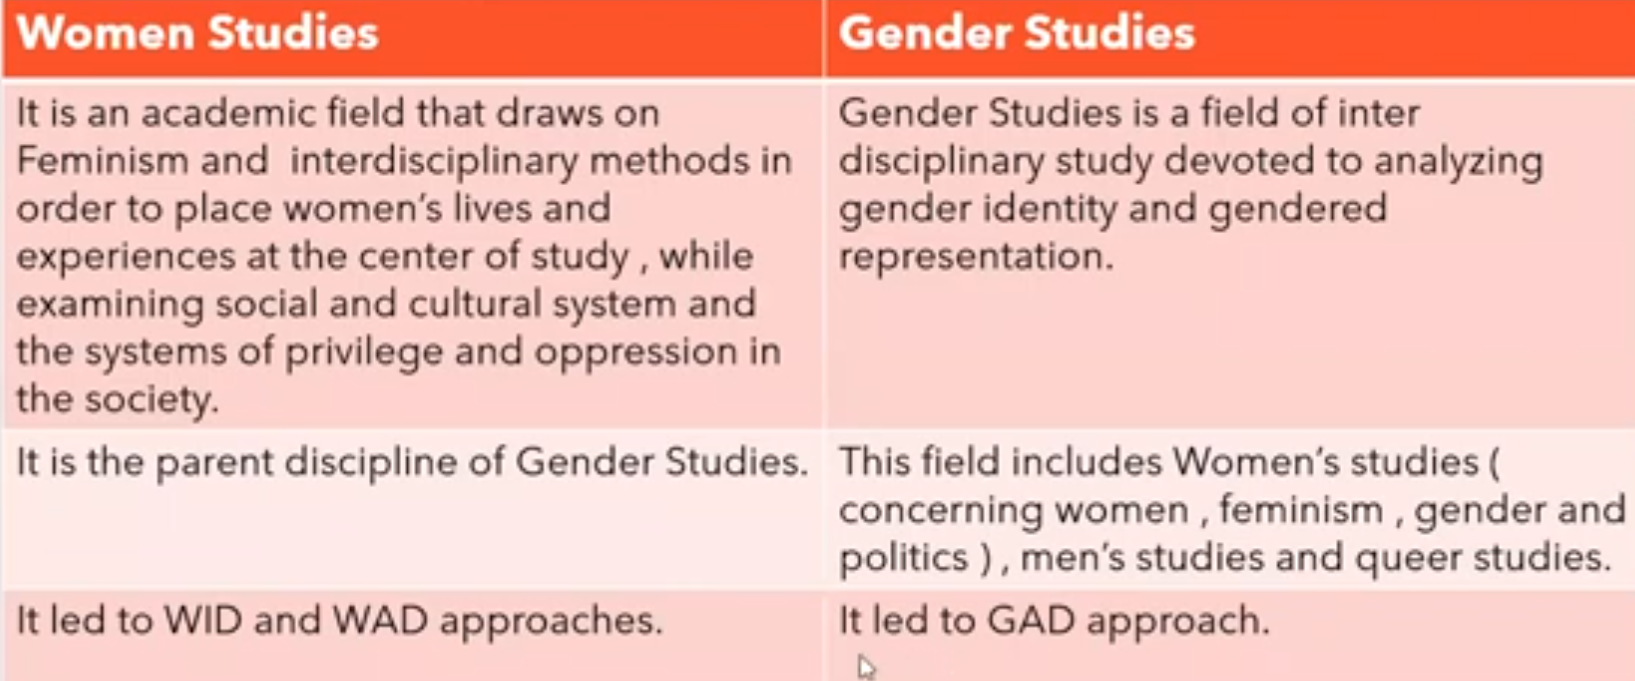 Women Studies
Gender Studies
It is an academic field that draws on
Feminism and interdisciplinary methods in
order to place women's lives and
experiences at the center of study , while
examining social and cultural system and
the systems of privilege and oppression in
the society.
Gender Studies is a field of inter
disciplinary study devoted to analyzing
gender identity and gendered
representation.
It is the parent discipline of Gender Studies.
This field includes Women's studies (
concerning women , feminism , gender and
politics ) , men's studies and queer studies.
It led to WID and WAD approaches.
It led to GAD approach.